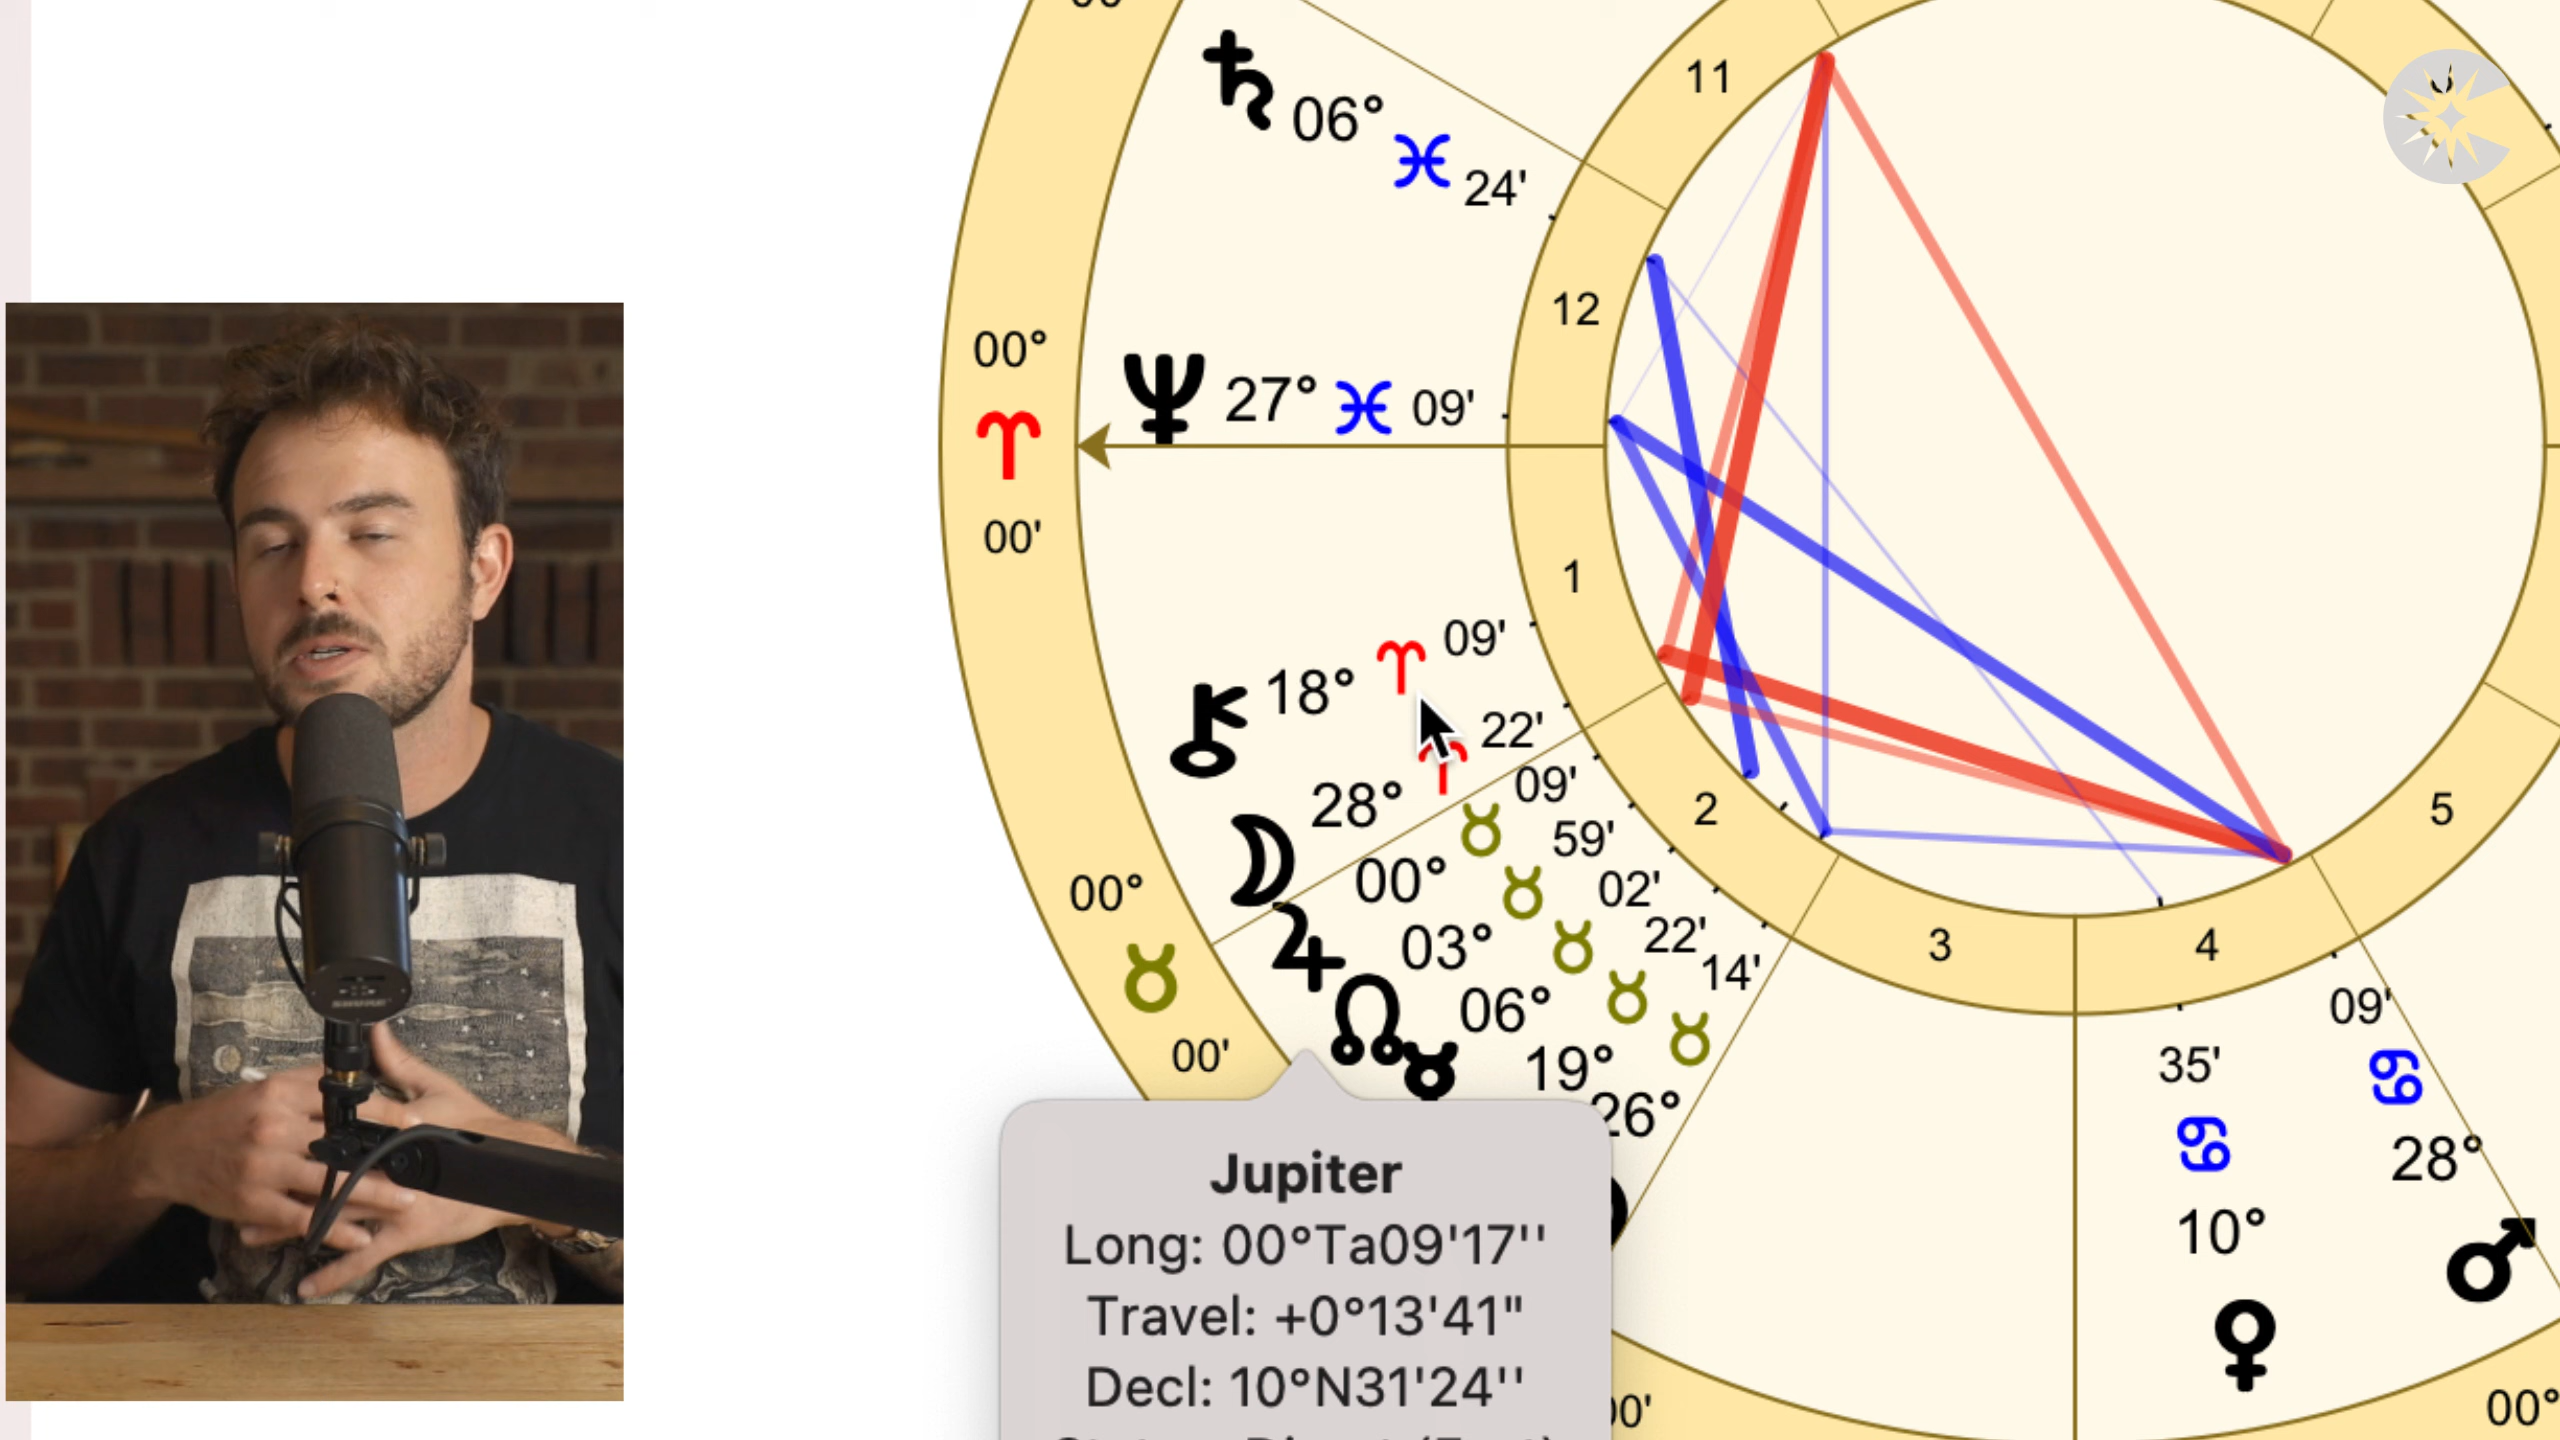 06° ♓ 24'
11
12
00°
♈
00'
27° ♓ 09'
1
18° ♈ 09'
28° ♈ 22'
2
00° ♉ 09'
03° ♉ 59'
06° ♉ 02'
19° ♉ 22'
26° ♉ 14'
00°
♉
00'
3
4
5
35'
♋
10°
09'
♋
28°
Jupiter
Long: 00°Ta09'17''
Travel: +0°13'41"
Decl: 10°N31'24''
00°